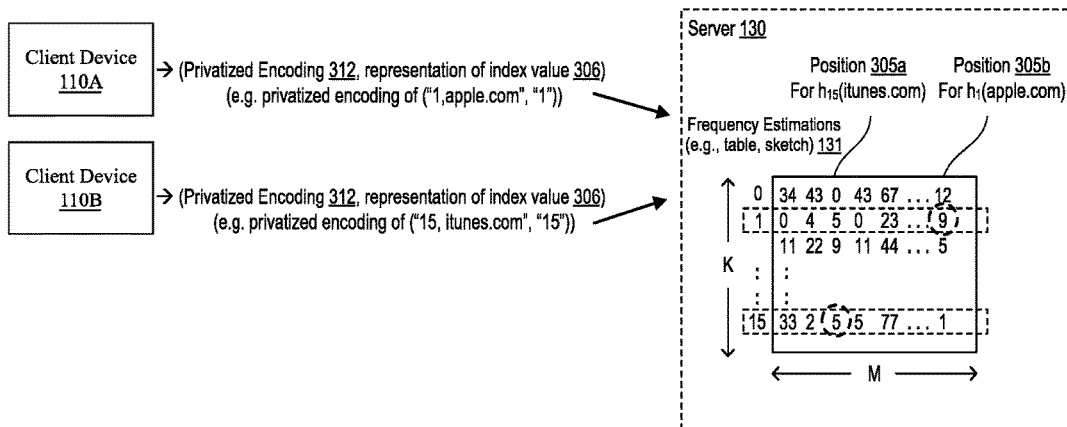 Client Device
110A
(Privatized Encoding 312, representation of index value 306)
(e.g. privatized encoding of ("1,apple.com", "1"))
Client Device
110B
(Privatized Encoding 312, representation of index value 306)
(e.g. privatized encoding of ("15, itunes.com", "15"))
Server 130
Position 305a
For h15(itunes.com)
Position 305b
For h1(apple.com)
Frequency Estimations
(e.g., table, sketch) 131
0 34 43 0 43 67 ... 12
1 0 4 5 0 23 ... 9
11 22 9 11 44 ... 5
: :
: :
15 33 2 5 5 77 ... 1
K
M